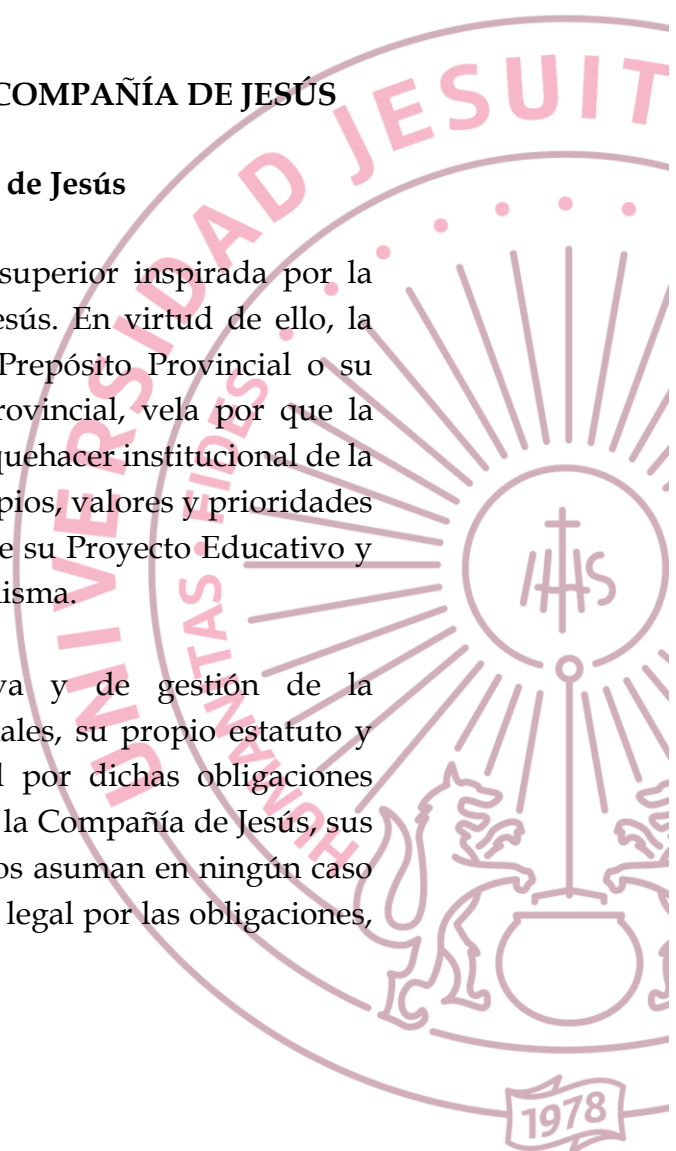 COMPAÑÍA DE JESÚS
de Jesús
superior inspirada por la
esús. En virtud de ello, la
Prepósito Provincial o su
rovincial, vela por que la
quehacer institucional de la
pios, valores y prioridades
e su Proyecto Educativo y
isma.
va y de gestión de la
ales, su propio estatuto y
l por dichas obligaciones
la Compañía de Jesús, sus
os asuman en ningún caso
legal por las obligaciones,
UNIVERSIDAD JESUIT
HUMANITAS • FIDES
IHS
1978